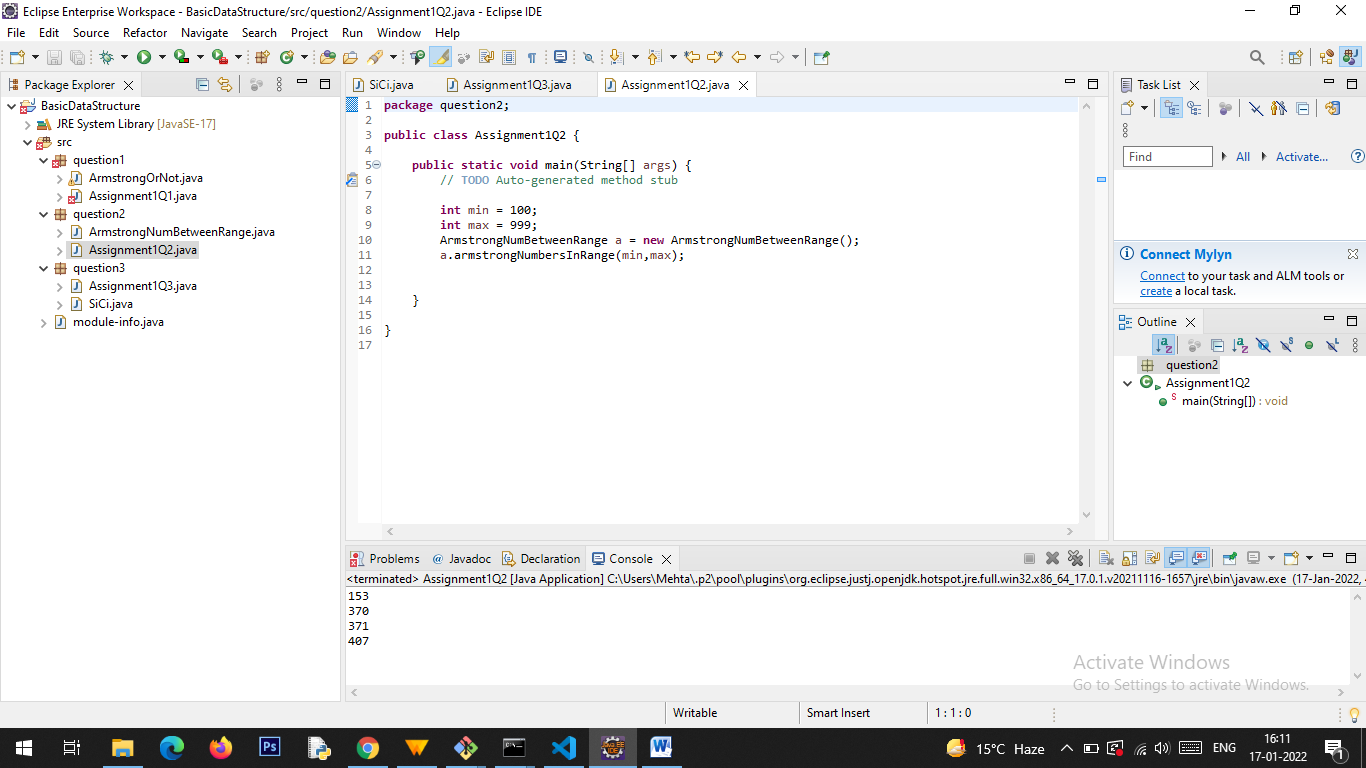 Eclipse Enterprise Workspace - BasicDataStructure/src/question2/Assignment1Q2.java - Eclipse IDE
File Edit Source Refactor Navigate Search Project Run Window Help
Package Explorer
BasicDataStructure
JRE System Library [JavaSE-17]
src
question1
ArmstrongOrNot.java
Assignment1Q1.java
question2
ArmstrongNumBetweenRange.java
Assignment1Q2.java
question3
Assignment1Q3.java
SiCi.java
module-info.java
SiCi.java Assignment1Q3.java Assignment1Q2.java
1 package question2;
2
3 public class Assignment1Q2 {
4
5 public static void main(String[] args) {
6 // TODO Auto-generated method stub
7
8 int min = 100;
9 int max = 999;
10 ArmstrongNumBetweenRange a = new ArmstrongNumBetweenRange();
11 a.armstrongNumbersInRange(min,max);
12
13
14 }
15
16 }
17
Task List
Find All Activate...
Connect Mylyn
Connect to your task and ALM tools or
create a local task.
Outline
question2
Assignment1Q2
main(String[]) : void
Problems @ Javadoc Declaration Console
<terminated> Assignment1Q2 [Java Application] C:\Users\Mehta\.p2\pool\plugins\org.eclipse.justj.openjdk.hotspot.jre.full.win32.x86_64_17.0.1.v20211116-1657\jre\bin\javaw.exe (17-Jan-2022,
153
370
371
407
Activate Windows
Go to Settings to activate Windows.
Writable Smart Insert 1 : 1 : 0
15°C Haze ENG 16:11
17-01-2022
1